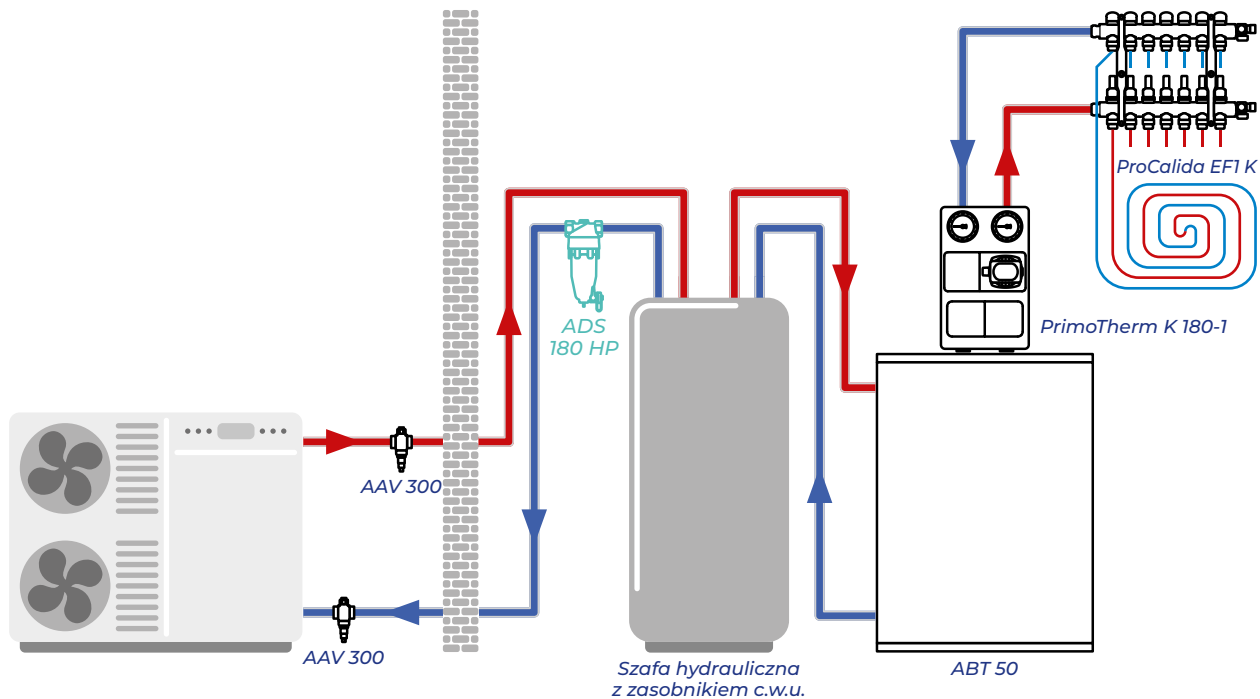 ProCalida EF1 K
PrimoTherm K 180-1
ADS
180 HP
AAV 300
AAV 300
Szafa hydrauliczna
z zasobnikiem c.w.u.
ABT 50